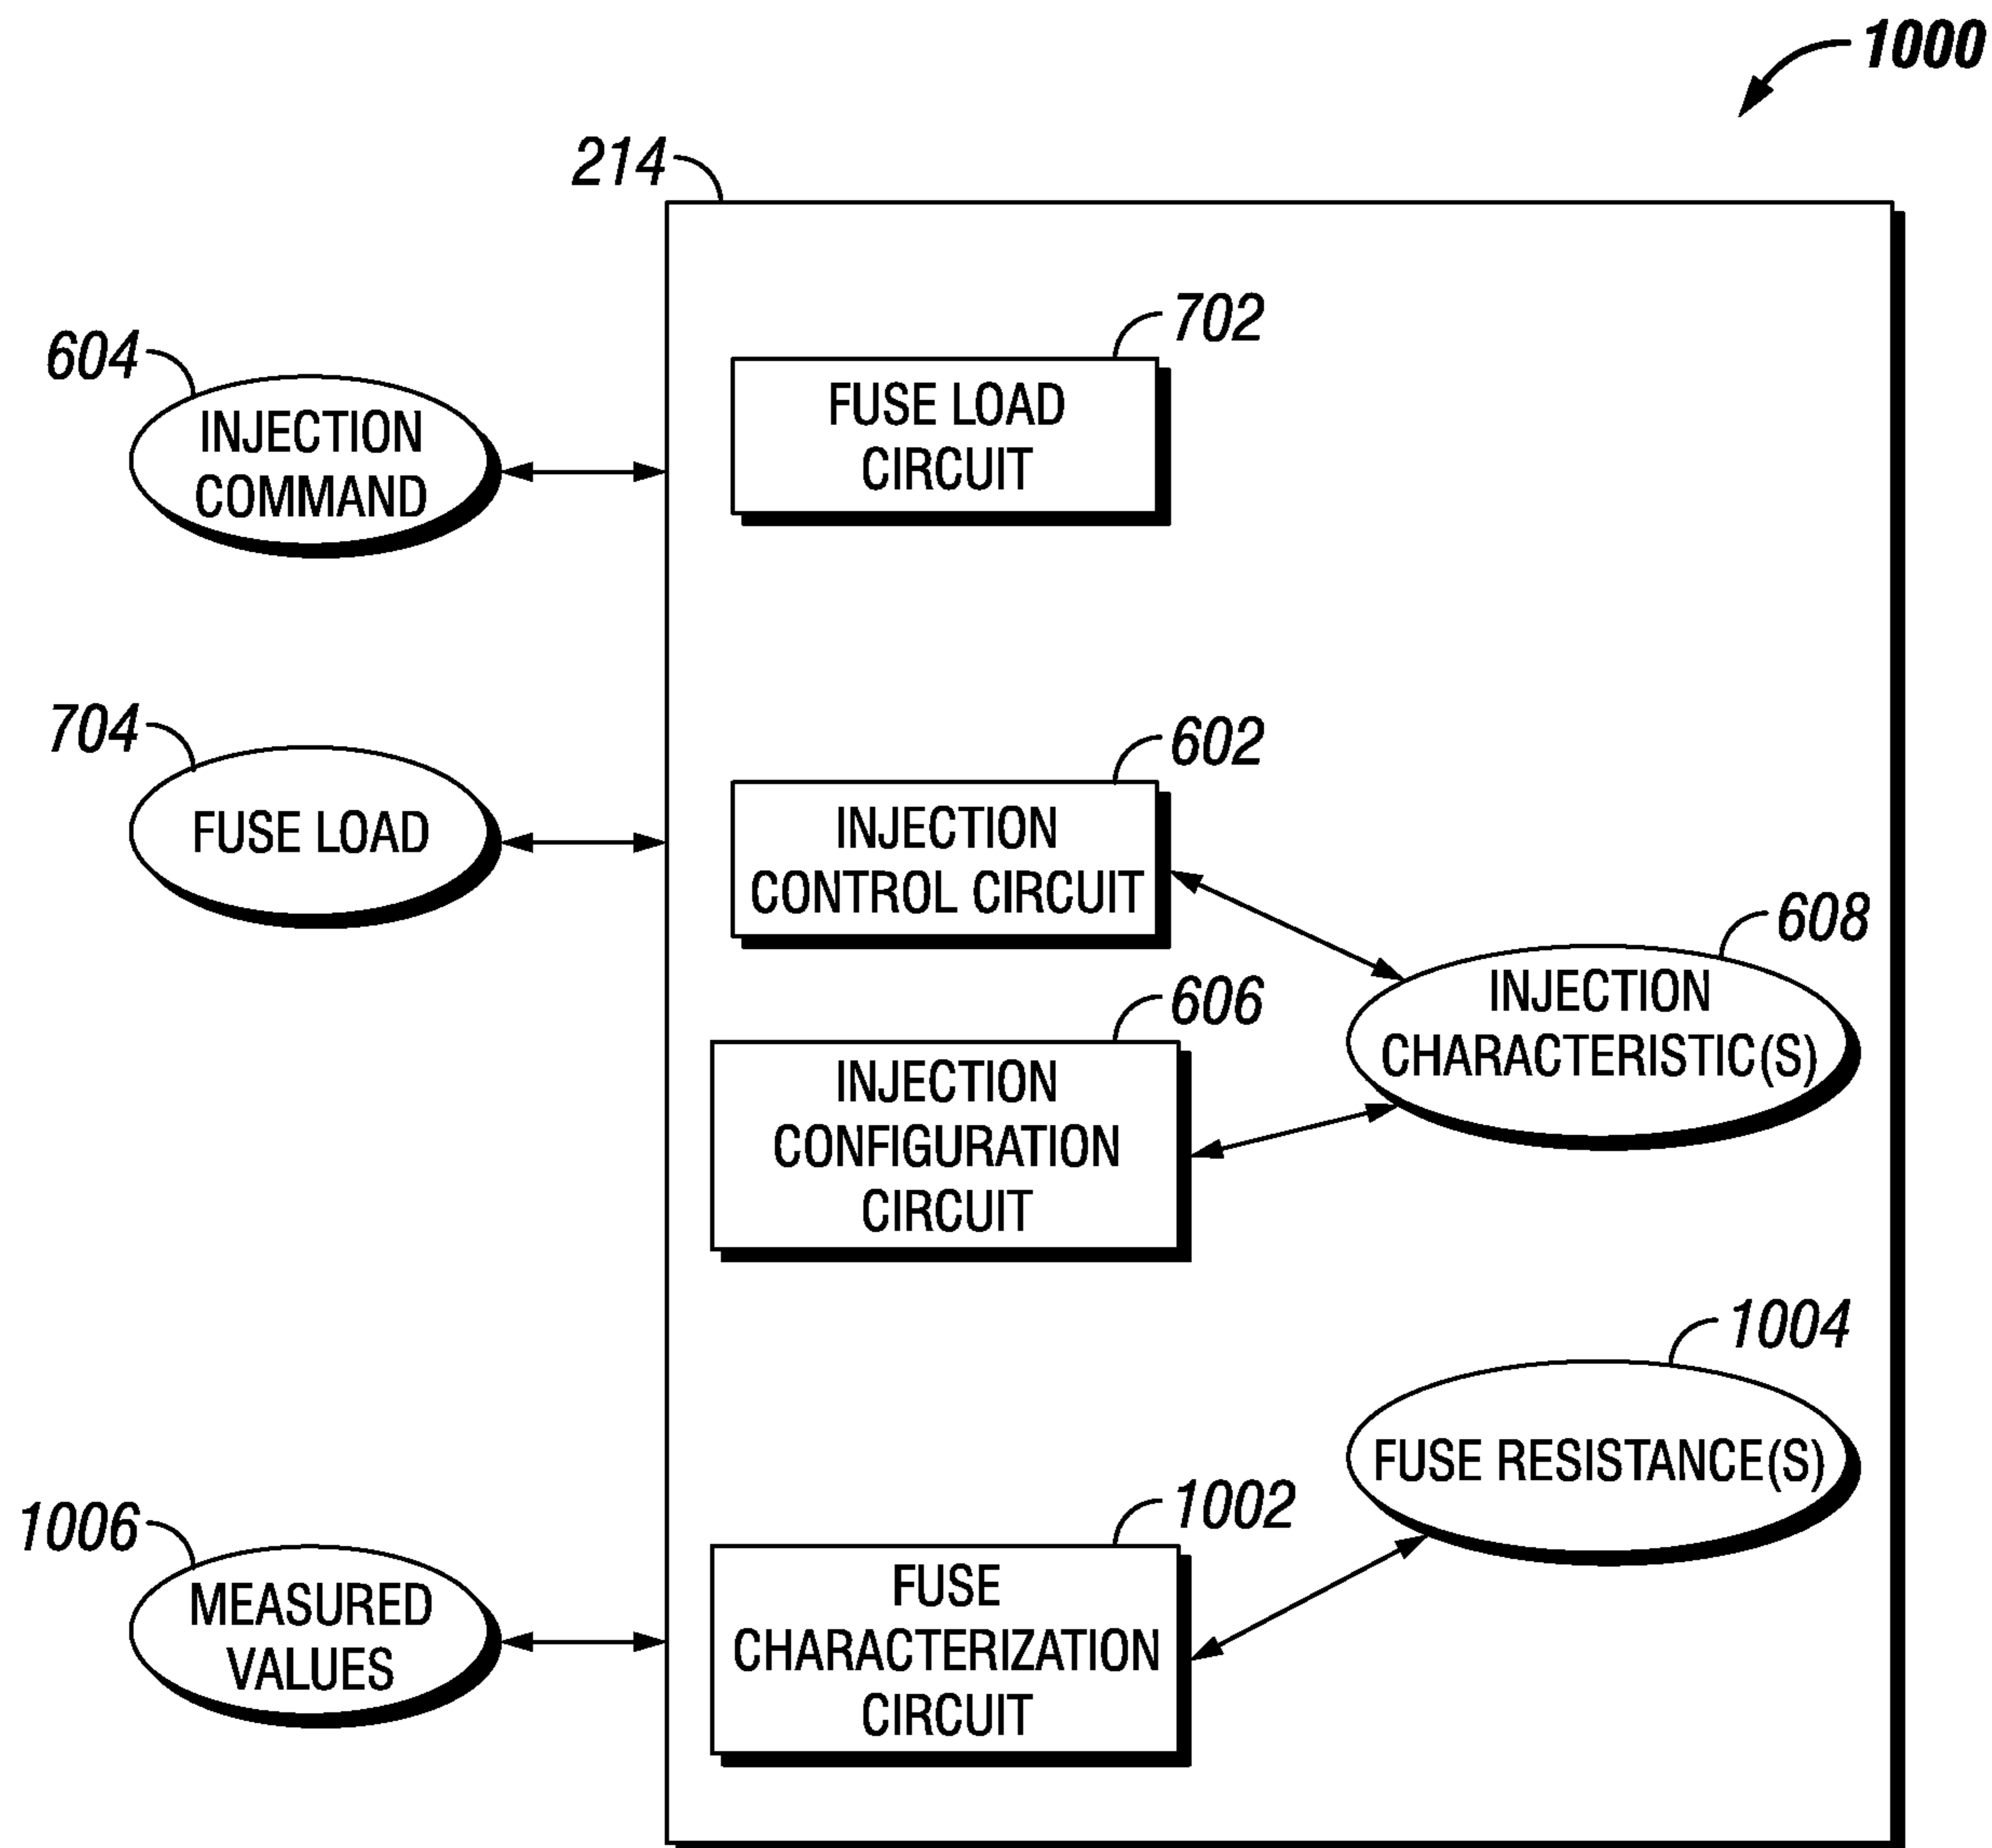 1000
214
702
FUSE LOAD
CIRCUIT
604
INJECTION
COMMAND
704
FUSE LOAD
602
INJECTION
CONTROL CIRCUIT
608
INJECTION
CHARACTERISTIC(S)
606
INJECTION
CONFIGURATION
CIRCUIT
1004
FUSE RESISTANCE(S)
1006
MEASURED
VALUES
1002
FUSE
CHARACTERIZATION
CIRCUIT